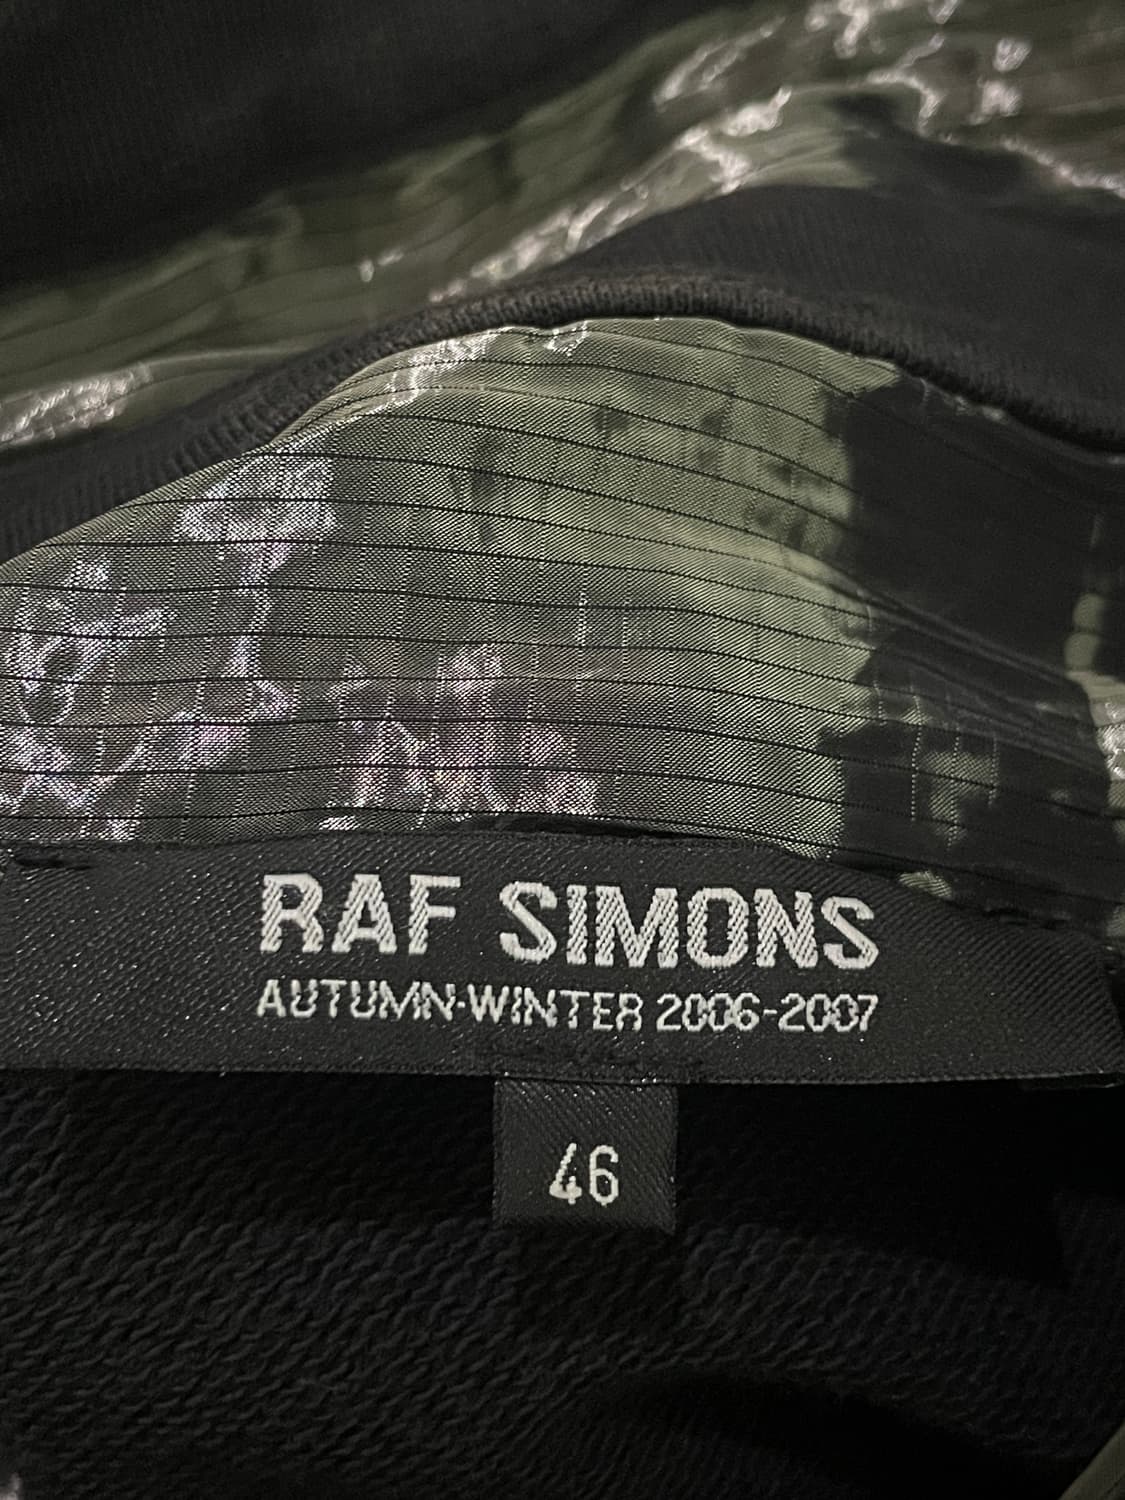 RAF SIMONS
AUTUMN-WINTER 2006-2007
46